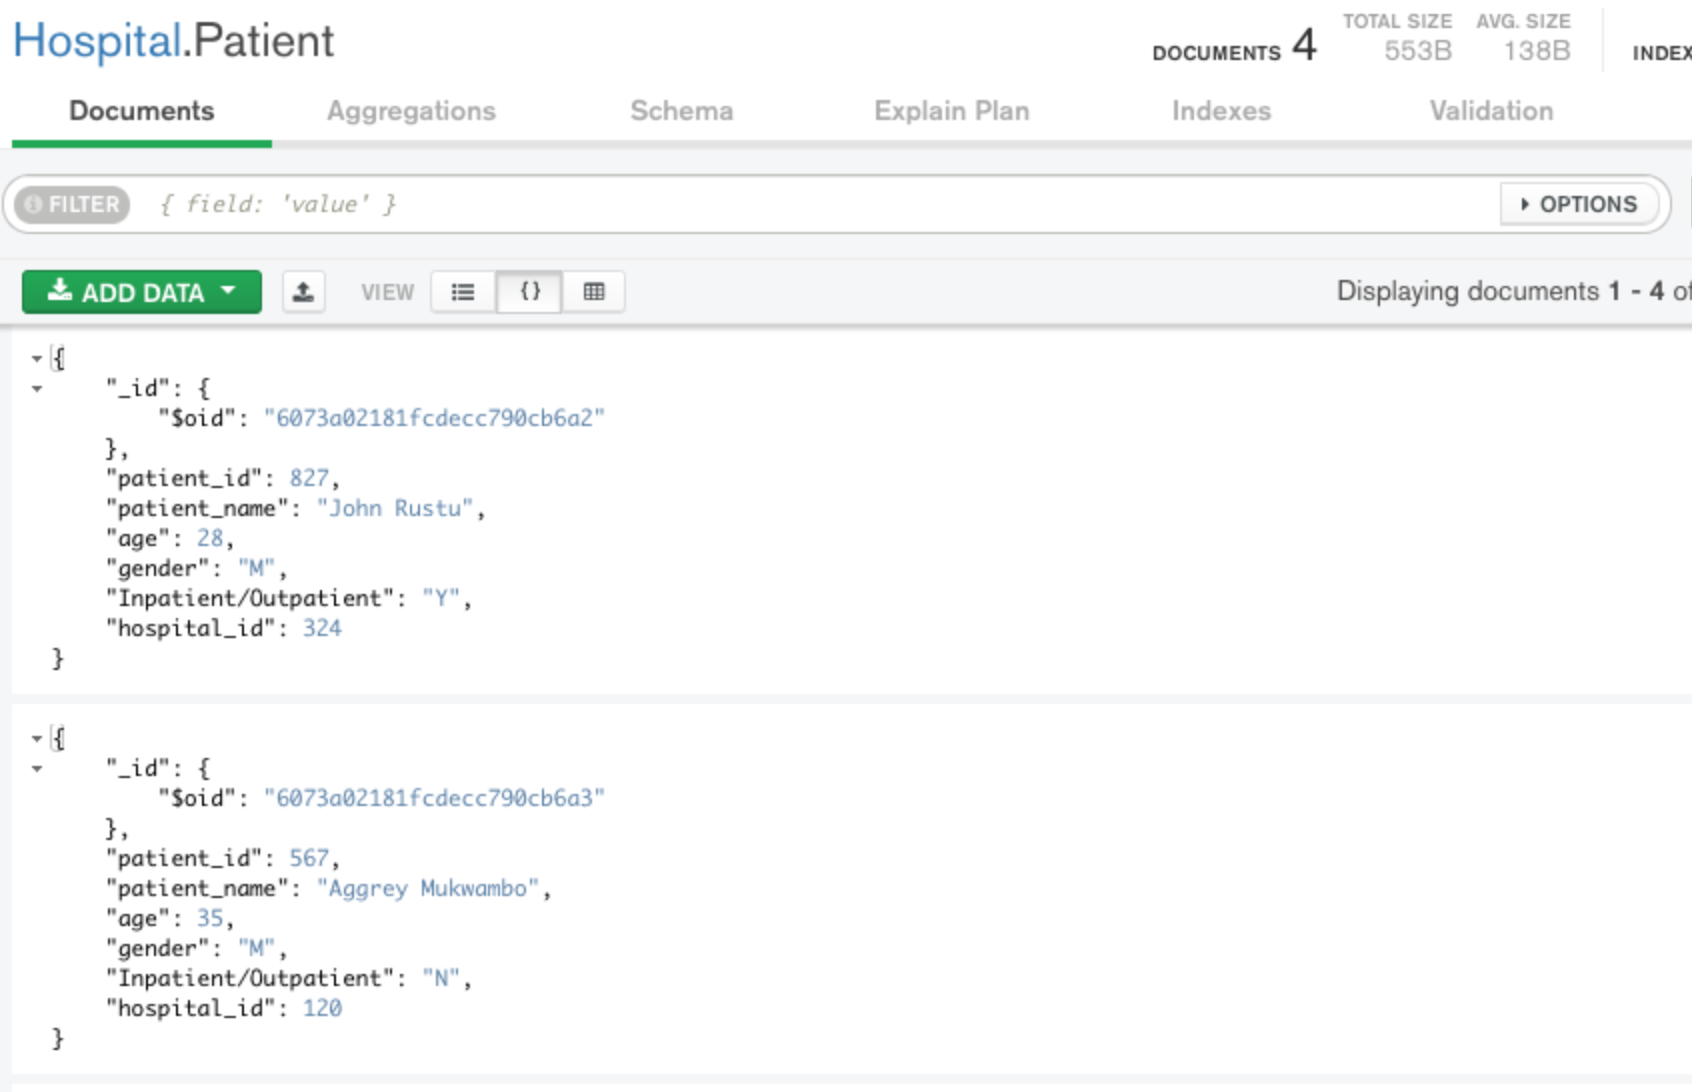 Hospital.Patient
DOCUMENTS 4 TOTAL SIZE 553B AVG. SIZE 138B
Documents Aggregations Schema Explain Plan Indexes Validation
FILTER { field: 'value' } OPTIONS
ADD DATA VIEW {} Displaying documents 1 - 4
{
"_id": {
"$oid": "6073a02181fcdecc790cb6a2"
},
"patient_id": 827,
"patient_name": "John Rustu",
"age": 28,
"gender": "M",
"Inpatient/Outpatient": "Y",
"hospital_id": 324
}
{
"_id": {
"$oid": "6073a02181fcdecc790cb6a3"
},
"patient_id": 567,
"patient_name": "Aggrey Mukwambo",
"age": 35,
"gender": "M",
"Inpatient/Outpatient": "N",
"hospital_id": 120
}